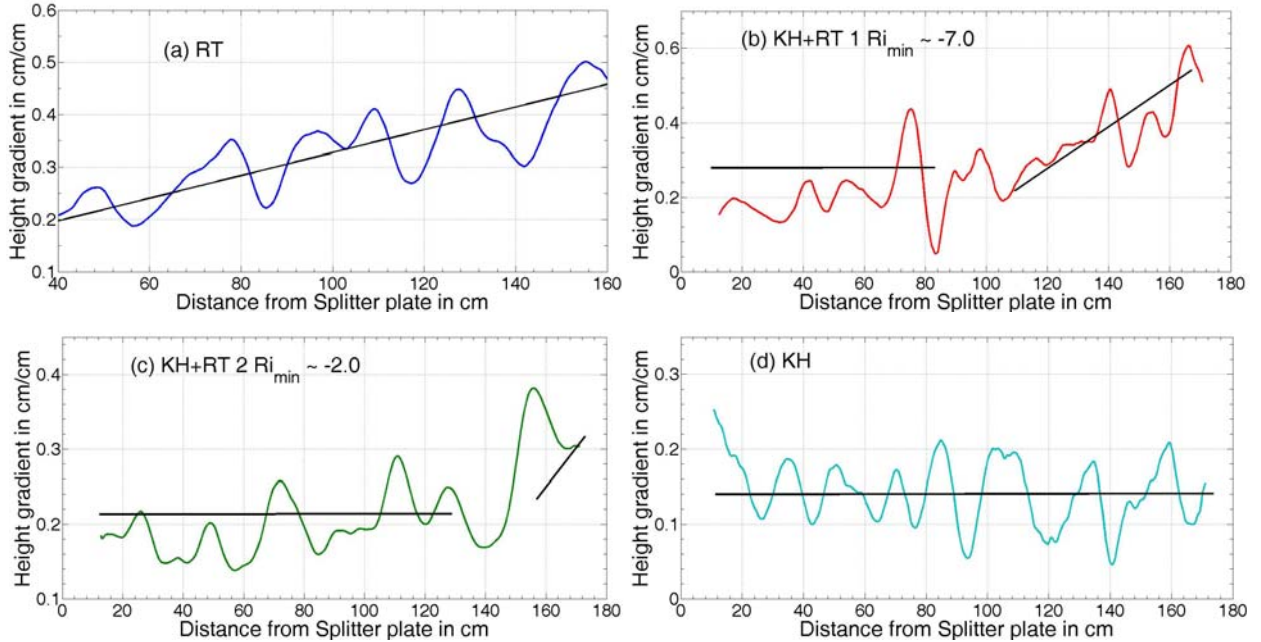 0.6
0.5
0.4
0.3
0.2
0.1
Height gradient in cm/cm
(a) RT
40 60 80 100 120 140 160
Distance from Splitter plate in cm
0.6
0.4
0.2
0
Height gradient in cm/cm
(b) KH+RT 1 Ri_min ~ -7.0
0 20 40 60 80 100 120 140 160 180
Distance from Splitter plate in cm
0.4
0.3
0.2
0.1
Height gradient in cm/cm
(c) KH+RT 2 Ri_min ~ -2.0
0 20 40 60 80 100 120 140 160 180
Distance from Splitter plate in cm
0.3
0.2
0.1
0
Height gradient in cm/cm
(d) KH
0 20 40 60 80 100 120 140 160 180
Distance from Splitter plate in cm